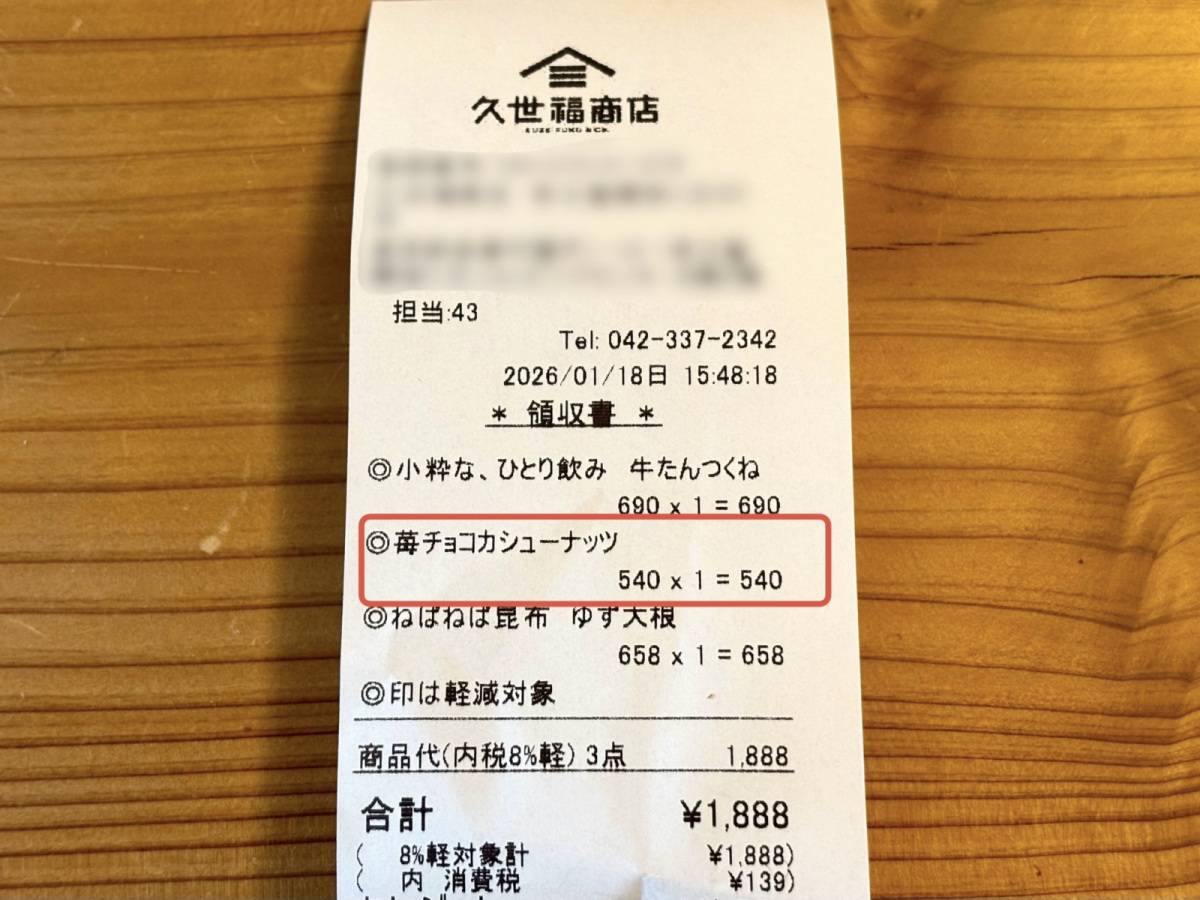 久世福商店
KUZE FUKU & CO.
担当:43
Tel: 042-337-2342
2026/01/18日 15:48:18
* 領収書 *
◎小粋な、ひとり飲み 牛たんつくね
690 x 1 = 690
◎苺チョコカシューナッツ
540 x 1 = 540
◎ねばねば昆布 ゆず大根
658 x 1 = 658
◎印は軽減対象
商品代(内税8%軽) 3点 1,888
合計 ¥1,888
( 8%軽対象計 ¥1,888)
( 内 消費税 ¥139)